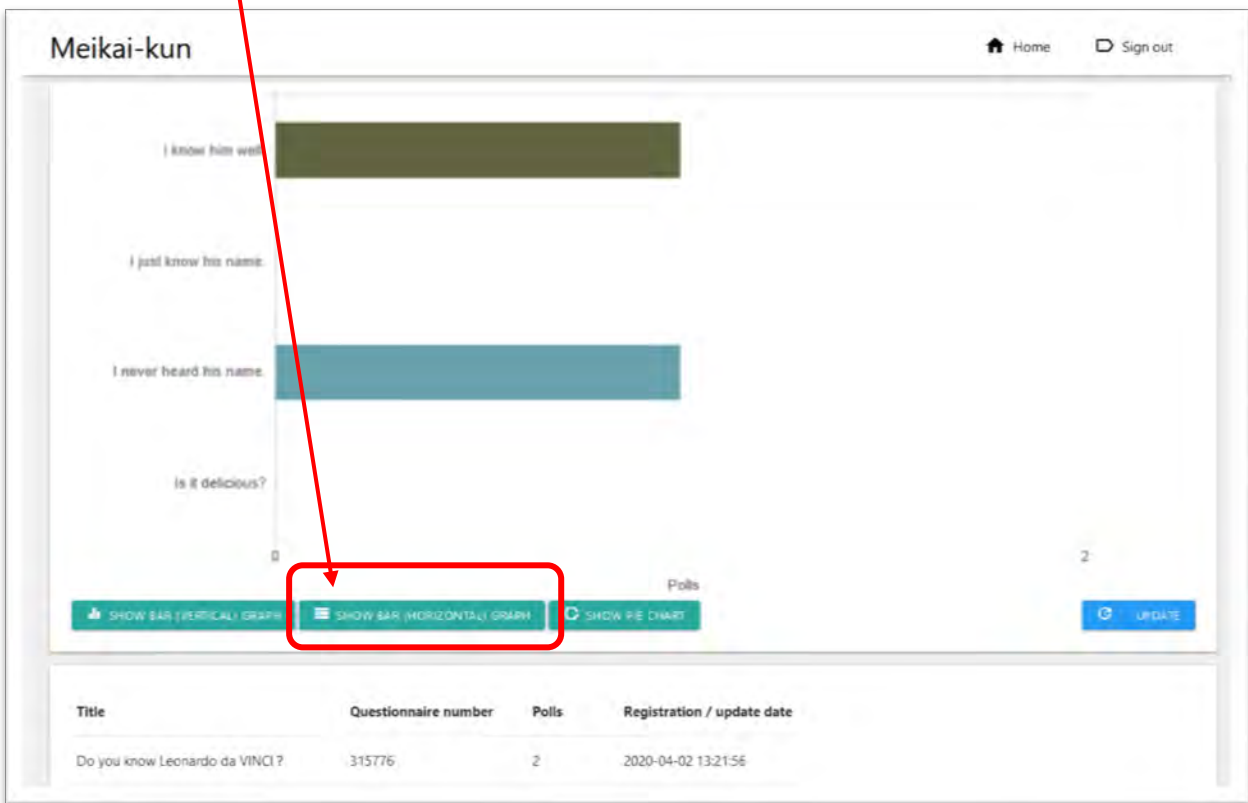 Meikai-kun
Home
Sign out
I know him well
I just know his name.
I never heard his name.
Is it delicious?
0
2
Polls
SHOW BAR (VERTICAL) GRAPH
SHOW BAR (HORIZONTAL) GRAPH
SHOW PIE CHART
UPDATE
Title Questionnaire number Polls Registration / update date
Do you know Leonardo da VINCI ? 315776 2 2020-04-02 13:21:56